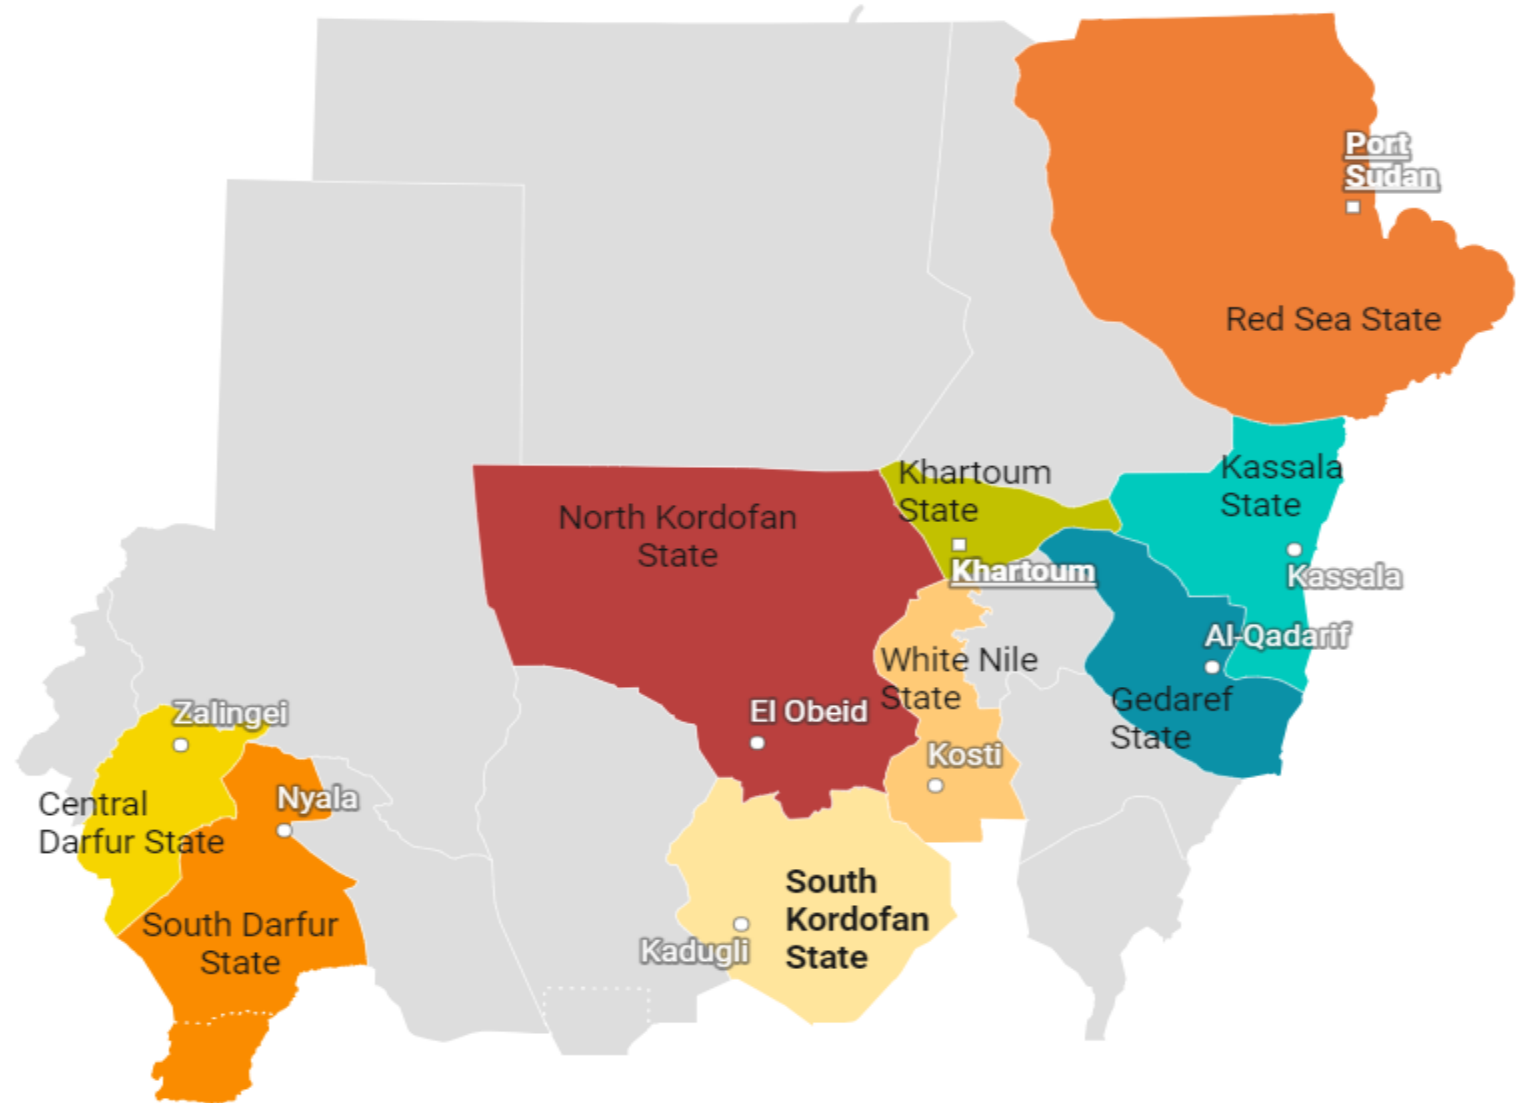 Port
Sudan
Red Sea State
Khartoum
State
Kassala
State
North Kordofan
State
Khartoum
Kassala
Al-Qadarif
White Nile
State
Gedaref
State
Zalingei
El Obeid
Kosti
Nyala
Central
Darfur State
South
Kordofan
State
South Darfur
State
Kadugli